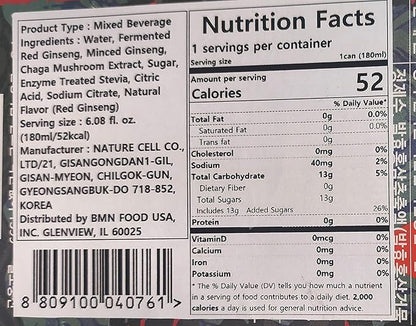 Product Type : Mixed Beverage
Ingredients : Water, Fermented
Red Ginseng, Minced Ginseng,
Chaga Mushroom Extract, Sugar,
Enzyme Treated Stevia, Citric
Acid, Sodium Citrate, Natural
Flavor (Red Ginseng)
Serving size : 6.08 fl. oz.
(180ml/52kcal)
Manufacturer : NATURE CELL CO.,
LTD/21, GISANGONGDAN1-GIL,
GISAN-MYEON, CHILGOK-GUN,
GYEONGSANGBUK-DO 718-852,
KOREA
Distributed by BMN FOOD USA,
INC. GLENVIEW, IL 60025
8 809100 040761 >
Nutrition Facts
1 servings per container
Serving size 1can (180ml)
Amount per serving
Calories 52
% Daily Value*
Total Fat 0g 0.0%
Saturated Fat 0g 0.0%
Trans fat 0g
Cholesterol 0mg 0%
Sodium 40mg 2%
Total Carbohydrate 13g 5%
Dietary Fiber 0g
Total Sugars 13g
Includes 13g Added Sugars 26%
Protein 0g 0%
VitaminD 0mcg 0%
Calcium 0mg 0%
Iron 0mg 0%
Potassium 0mg 0%
* The % Daily Value (DV) tells you how much a nutrient
in a serving of food contributes to a daily diet. 2,000
calories a day is used for general nutrition advice.